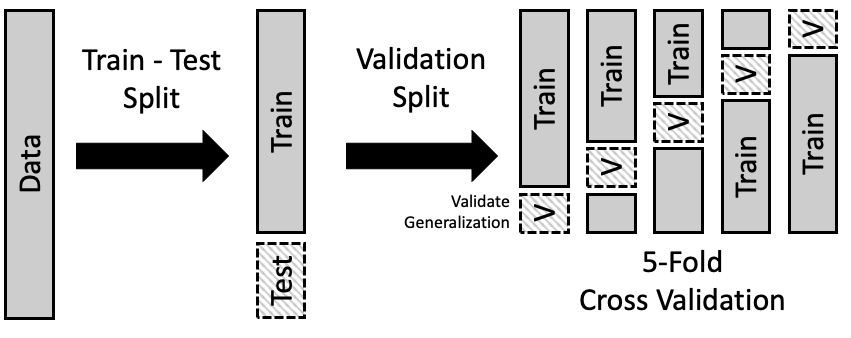 Data
Train - Test
Split
Train
Test
Validation
Split
Validate
Generalization
Train
V
Train
V
Train
V
V
Train
V
Train
5-Fold
Cross Validation